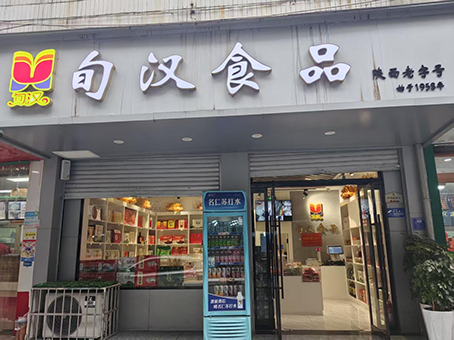 旬汉食品
旬汉
陕西老字号
始于1958年
名仁苏打水